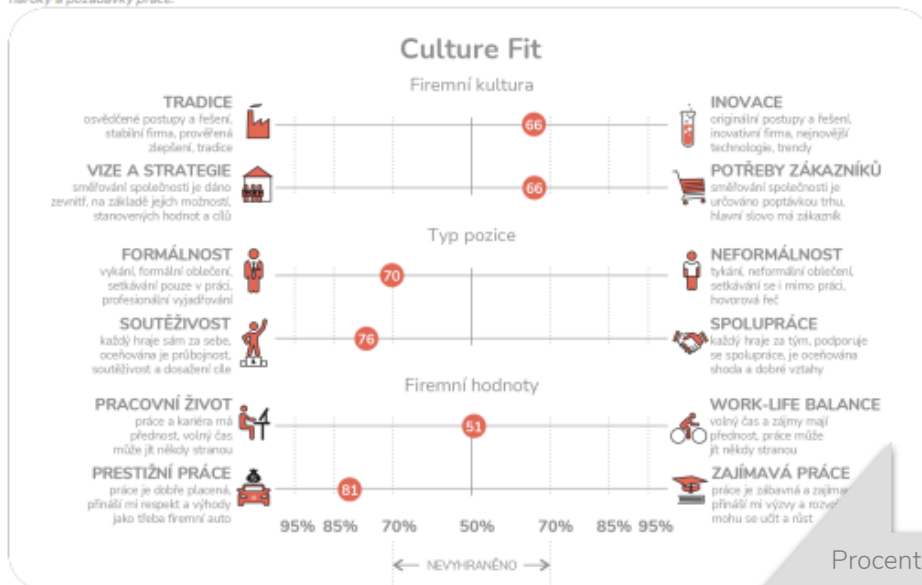 nároky a požadavky práce.
Culture Fit
Firemní kultura
TRADICE
osvědčené postupy a řešení,
stabilní firma, prověřená
zlepšení, tradice
66
INOVACE
originální postupy a řešení,
inovativní firma, nejnovější
technologie, trendy
VIZE A STRATEGIE
směřování společnosti je dáno
zevnitř, na základě jejich možností,
stanovených hodnot a cílů
66
POTŘEBY ZÁKAZNÍKŮ
směřování společnosti je
určováno poptávkou trhu,
hlavní slovo má zákazník
Typ pozice
FORMÁLNOST
vykání, formální oblečení,
setkávání pouze v práci,
profesionální vyjadřování
70
NEFORMÁLNOST
tykání, neformální oblečení,
setkávání se i mimo práci,
hovorová řeč
SOUTĚŽIVOST
každý hraje sám za sebe,
oceňována je průbojnost,
soutěživost a dosažení cíle
76
SPOLUPRÁCE
každý hraje za tým, podporuje
se spolupráce, je oceňována
shoda a dobré vztahy
Firemní hodnoty
PRACOVNÍ ŽIVOT
práce a kariéra má
přednost, volný čas
může jít někdy stranou
51
WORK-LIFE BALANCE
volný čas a zájmy mají
přednost, práce může
jít někdy stranou
PRESTIŽNÍ PRÁCE
práce je dobře placená,
přináší mi respekt a výhody
jako třeba firemní auto
81
ZAJÍMAVÁ PRÁCE
práce je zábavná a
přináší mi výzvy a
mohu se učit a růst
95% 85% 70% 50% 70% 85% 95%
NEVYHRANĚNO
Procent